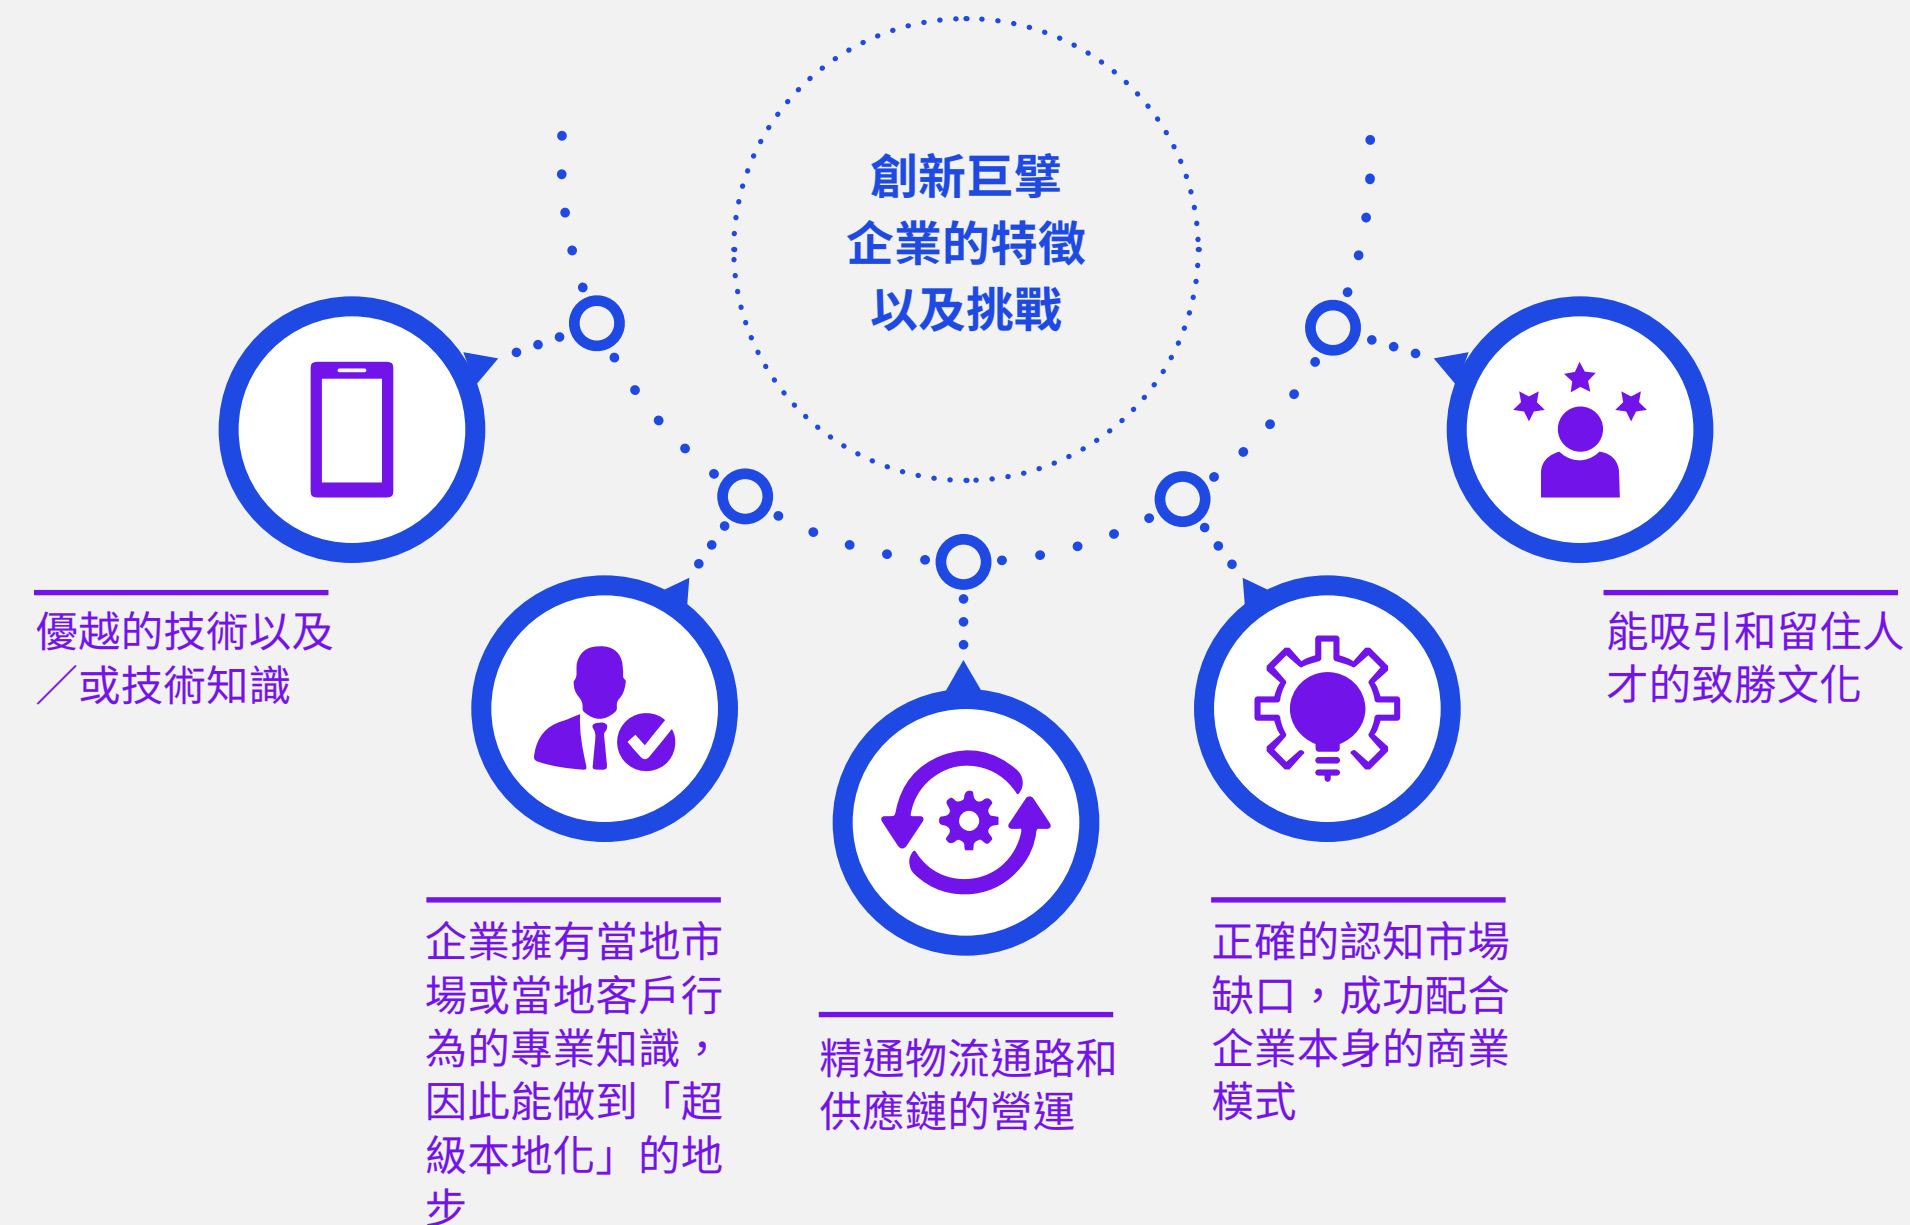 創新巨擘
企業的特徵
以及挑戰
優越的技術以及
／或技術知識
企業擁有當地市
場或當地客戶行
為的專業知識，
因此能做到「超
級本地化」的地
步
精通物流通路和
供應鏈的營運
正確的認知市場
缺口，成功配合
企業本身的商業
模式
能吸引和留住人
才的致勝文化